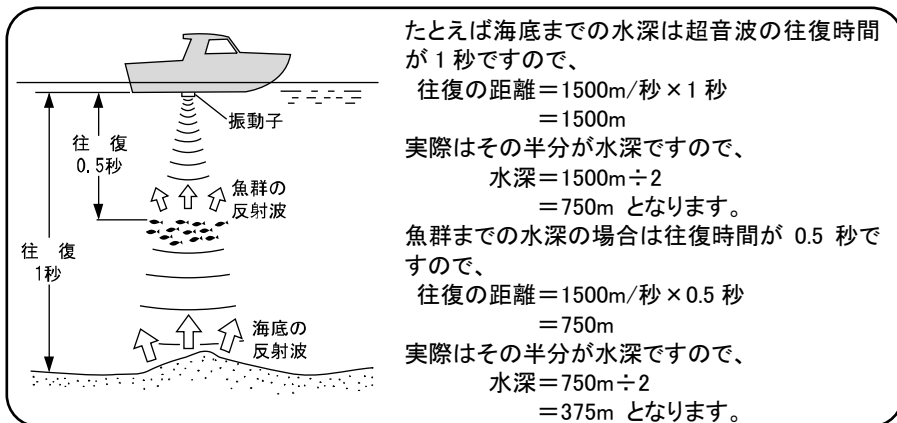 振動子
往 復
0.5秒
魚群の
反射波
往 復
1秒
海底の
反射波
たとえば海底までの水深は超音波の往復時間
が1秒ですので、
往復の距離＝1500m/秒×1秒
＝1500m
実際はその半分が水深ですので、
水深＝1500m÷2
＝750m となります。
魚群までの水深の場合は往復時間が 0.5 秒で
すので、
往復の距離＝1500m/秒×0.5 秒
＝750m
実際はその半分が水深ですので、
水深＝750m÷2
＝375m となります。